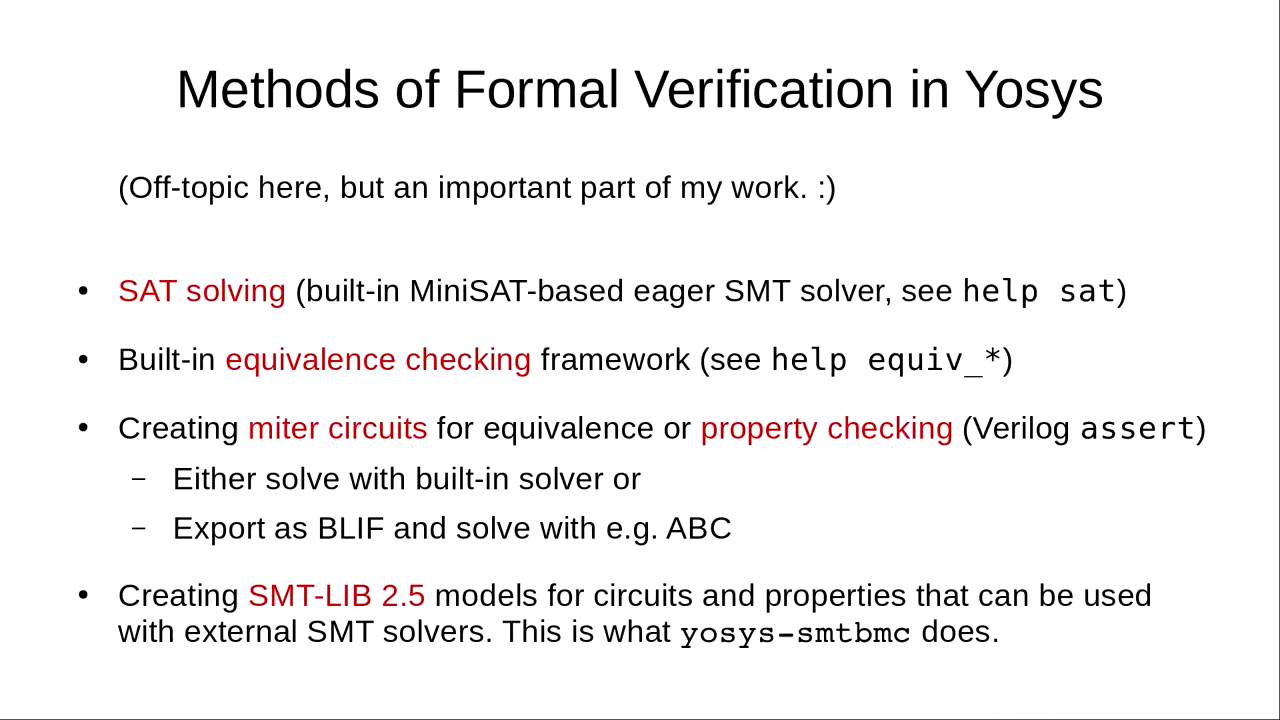 Methods of Formal Verification in Yosys
(Off-topic here, but an important part of my work. :)
• SAT solving (built-in MiniSAT-based eager SMT solver, see help sat)
• Built-in equivalence checking framework (see help equiv_*)
• Creating miter circuits for equivalence or property checking (Verilog assert)
– Either solve with built-in solver or
– Export as BLIF and solve with e.g. ABC
• Creating SMT-LIB 2.5 models for circuits and properties that can be used
with external SMT solvers. This is what yosys-smtbmc does.